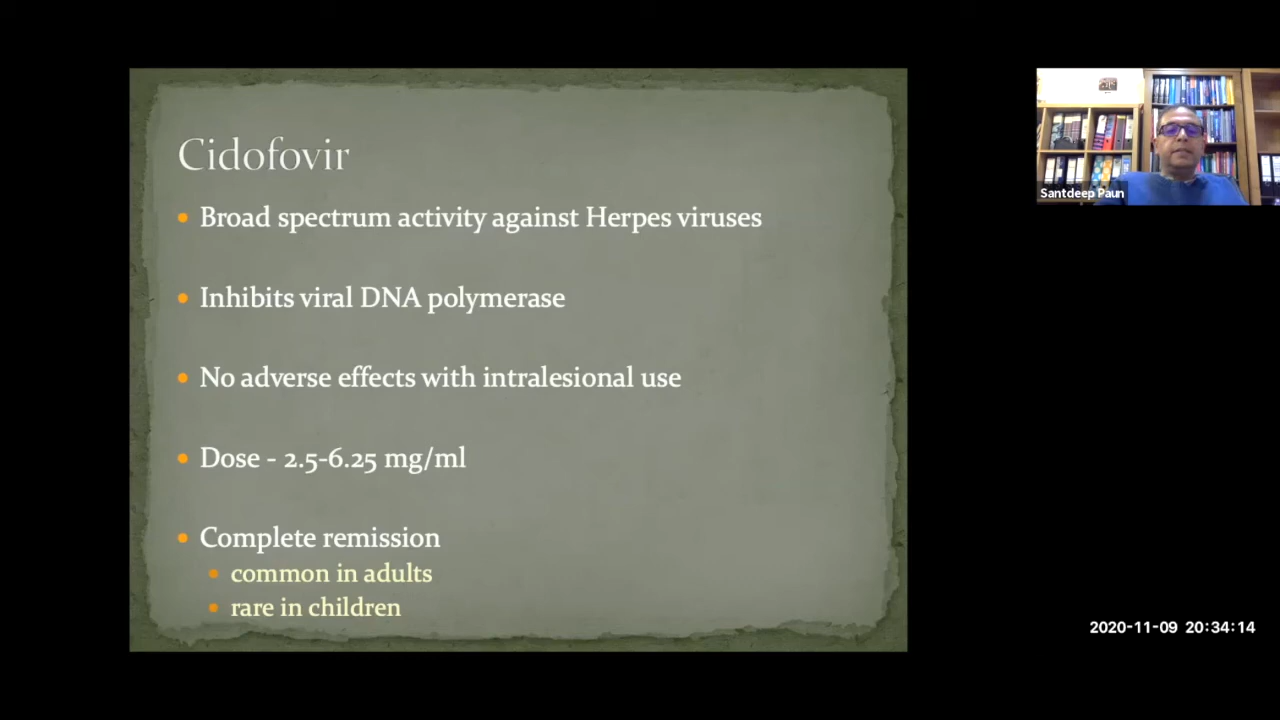 Cidofovir
Broad spectrum activity against Herpes viruses
Inhibits viral DNA polymerase
No adverse effects with intralesional use
Dose - 2.5-6.25 mg/ml
Complete remission
common in adults
rare in children
Santdeep Paun
2020-11-09 20:34:14